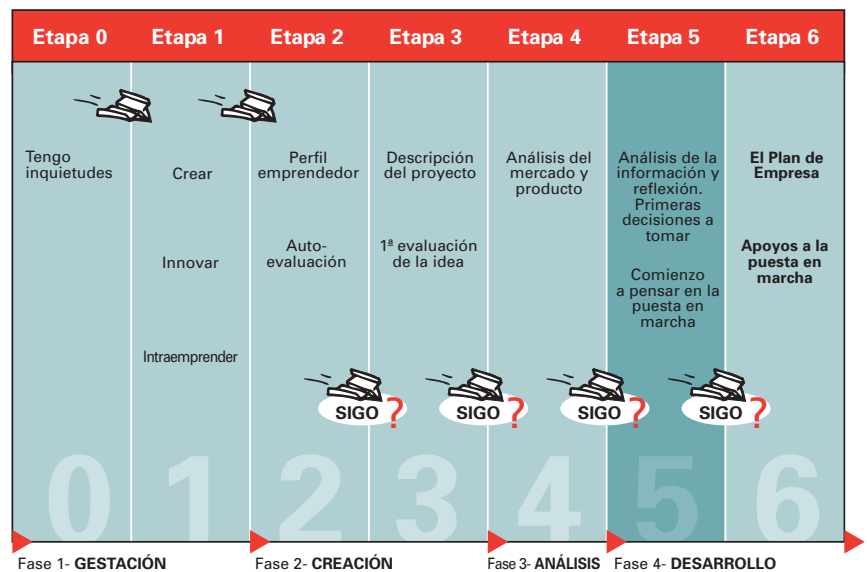 Etapa 0
Etapa 1
Etapa 2
Etapa 3
Etapa 4
Etapa 5
Etapa 6
Tengo
inquietudes
Crear
Innovar
Intraemprender
Perfil
emprendedor
Auto-
evaluación
Descripción
del proyecto
1ª evaluación
de la idea
Análisis del
mercado y
producto
Análisis de la
información y
reflexión.
Primeras
decisiones a
tomar
Comienzo
a pensar en la
puesta en
marcha
El Plan de
Empresa
Apoyos a la
puesta en
marcha
SIGO ?
SIGO ?
SIGO ?
SIGO ?
0
1
2
3
4
5
6
Fase 1- GESTACIÓN
Fase 2- CREACIÓN
Fase 3- ANÁLISIS
Fase 4- DESARROLLO